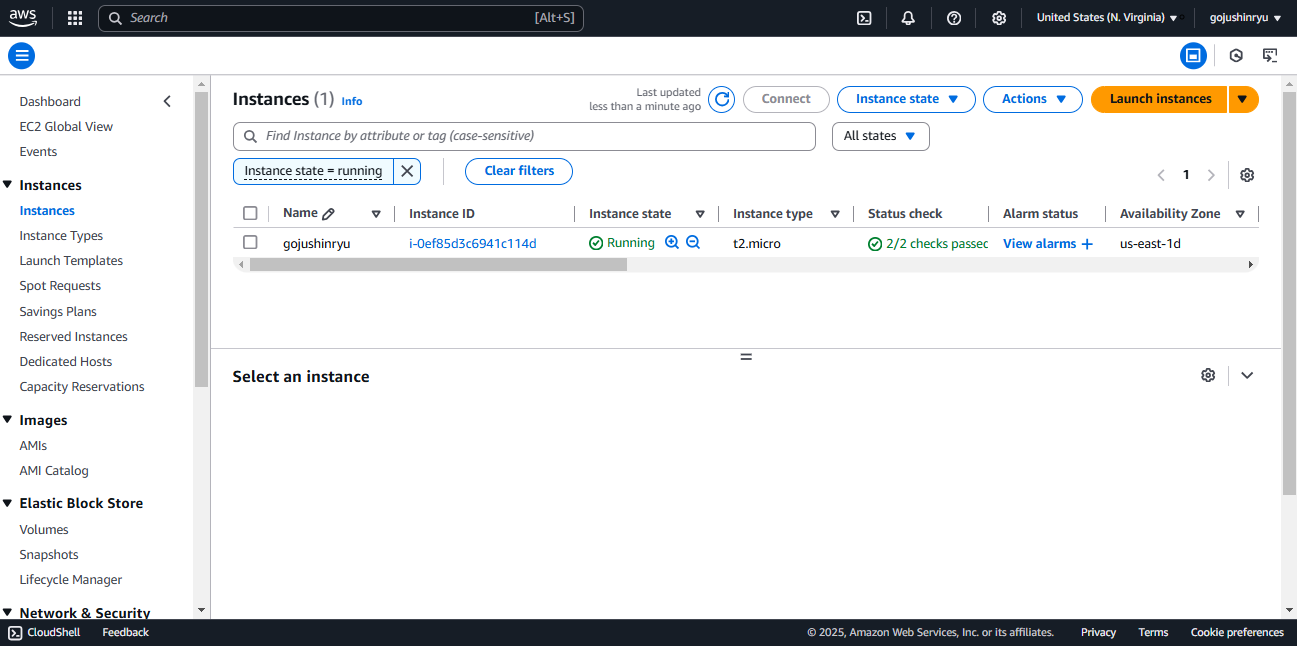 aws
Search [Alt+S]
United States (N. Virginia)
gojushinryu
Dashboard
EC2 Global View
Events
Instances
Instances
Instance Types
Launch Templates
Spot Requests
Savings Plans
Reserved Instances
Dedicated Hosts
Capacity Reservations
Images
AMIs
AMI Catalog
Elastic Block Store
Volumes
Snapshots
Lifecycle Manager
Network & Security
Instances (1) Info
Last updated
less than a minute ago
Connect
Instance state
Actions
Launch instances
Find Instance by attribute or tag (case-sensitive)
All states
Instance state = running
Clear filters
1
Name Instance ID Instance state Instance type Status check Alarm status Availability Zone
gojushinryu i-0ef85d3c6941c114d Running t2.micro 2/2 checks passed View alarms + us-east-1d
Select an instance
CloudShell Feedback © 2025, Amazon Web Services, Inc. or its affiliates. Privacy Terms Cookie preferences